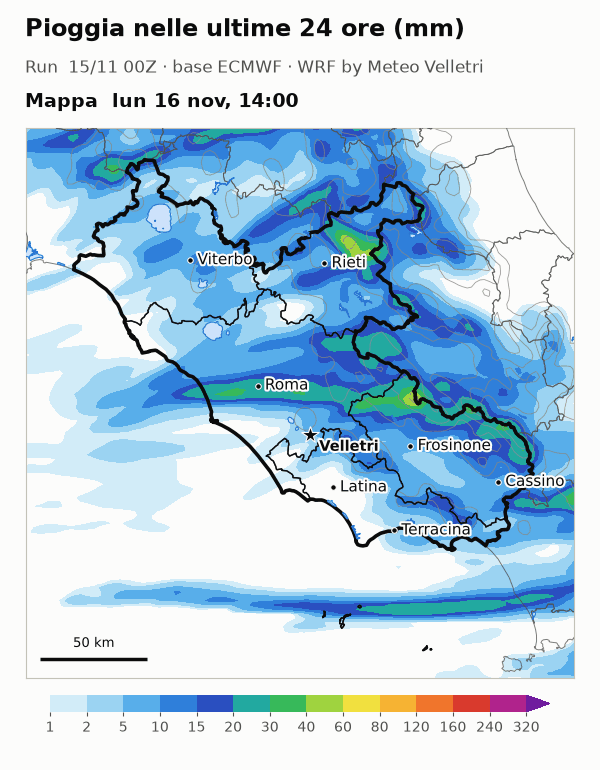 Pioggia nelle ultime 24 ore (mm)
Run 15/11 00Z · base ECMWF · WRF by Meteo Velletri
Mappa lun 16 nov, 14:00
Viterbo
Rieti
Roma
Velletri
Frosinone
Latina
Cassino
Terracina
50 km
1 2 5 10 15 20 30 40 60 80 120 160 240 320